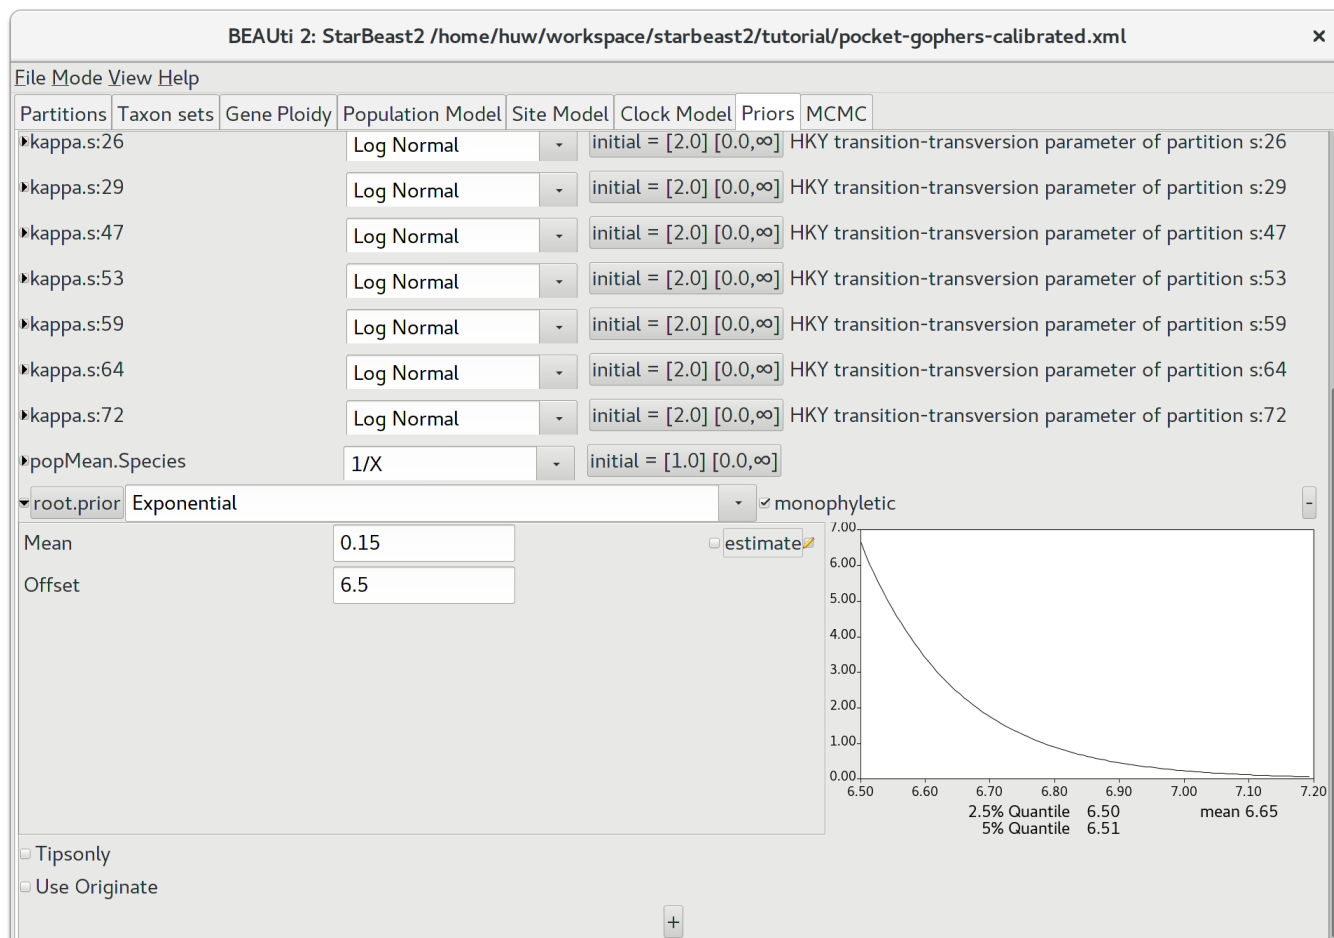 BEAUti 2: StarBeast2 /home/huw/workspace/starbeast2/tutorial/pocket-gophers-calibrated.xml ×
File Mode View Help
Partitions Taxon sets Gene Ploidy Population Model Site Model Clock Model Priors MCMC
kappa.s:26 Log Normal initial = [2.0] [0.0,∞] HKY transition-transversion parameter of partition s:26
kappa.s:29 Log Normal initial = [2.0] [0.0,∞] HKY transition-transversion parameter of partition s:29
kappa.s:47 Log Normal initial = [2.0] [0.0,∞] HKY transition-transversion parameter of partition s:47
kappa.s:53 Log Normal initial = [2.0] [0.0,∞] HKY transition-transversion parameter of partition s:53
kappa.s:59 Log Normal initial = [2.0] [0.0,∞] HKY transition-transversion parameter of partition s:59
kappa.s:64 Log Normal initial = [2.0] [0.0,∞] HKY transition-transversion parameter of partition s:64
kappa.s:72 Log Normal initial = [2.0] [0.0,∞] HKY transition-transversion parameter of partition s:72
popMean.Species 1/X initial = [1.0] [0.0,∞]
root.prior Exponential monophyletic -
Mean 0.15 estimate
Offset 6.5
7.00
6.00
5.00
4.00
3.00
2.00
1.00
0.00
6.50 6.60 6.70 6.80 6.90 7.00 7.10 7.20
2.5% Quantile 6.50 mean 6.65
5% Quantile 6.51
Tipsonly
Use Originate
+